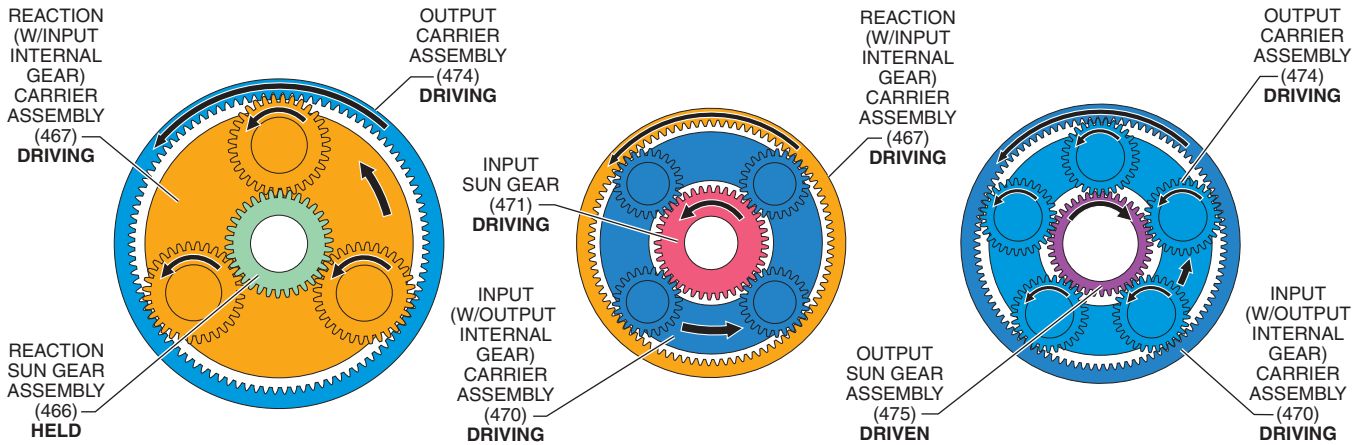 REACTION
(W/INPUT
INTERNAL
GEAR)
CARRIER
ASSEMBLY
(467)
DRIVING
OUTPUT
CARRIER
ASSEMBLY
(474)
DRIVING
REACTION
SUN GEAR
ASSEMBLY
(466)
HELD
INPUT
SUN GEAR
(471)
DRIVING
INPUT
(W/OUTPUT
INTERNAL
GEAR)
CARRIER
ASSEMBLY
(470)
DRIVING
REACTION
(W/INPUT
INTERNAL
GEAR)
CARRIER
ASSEMBLY
(467)
DRIVING
OUTPUT
CARRIER
ASSEMBLY
(474)
DRIVING
OUTPUT
SUN GEAR
ASSEMBLY
(475)
DRIVEN
INPUT
(W/OUTPUT
INTERNAL
GEAR)
CARRIER
ASSEMBLY
(470)
DRIVING